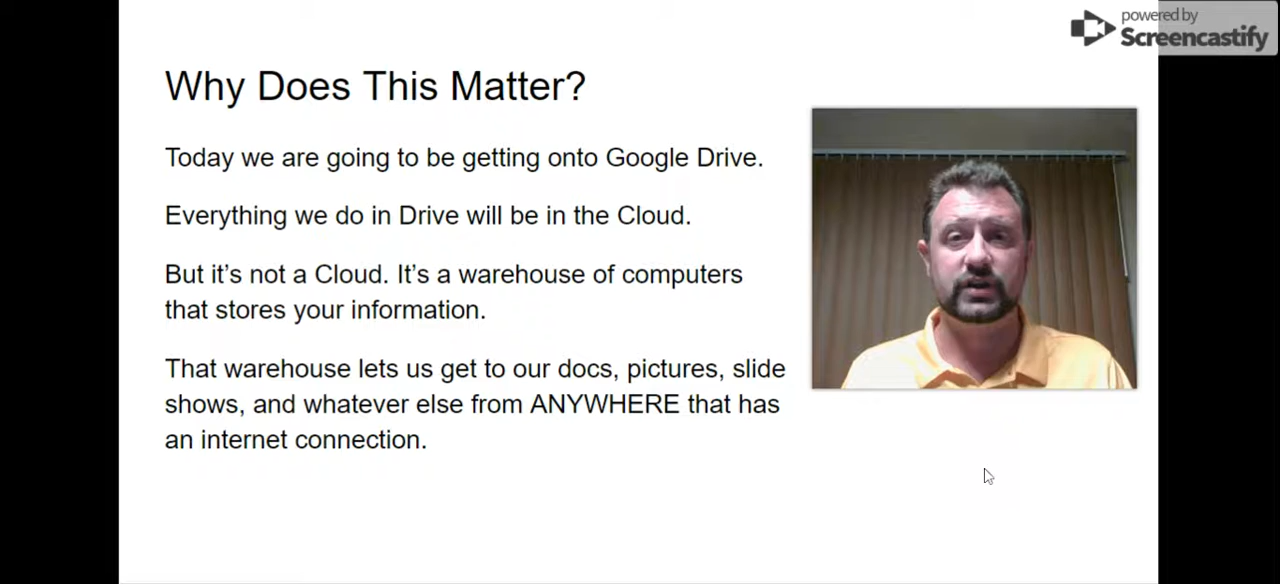 powered by
Screencastify
Why Does This Matter?
Today we are going to be getting onto Google Drive.
Everything we do in Drive will be in the Cloud.
But it’s not a Cloud. It’s a warehouse of computers
that stores your information.
That warehouse lets us get to our docs, pictures, slide
shows, and whatever else from ANYWHERE that has
an internet connection.